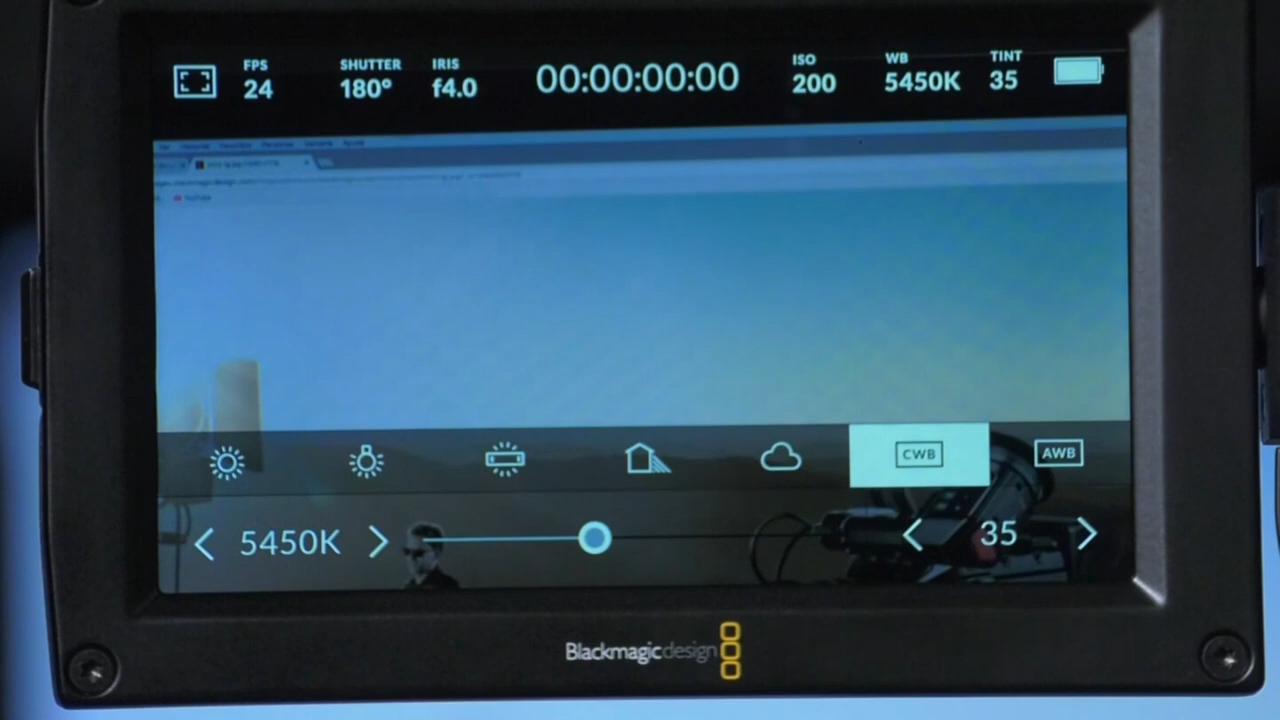 FPS
24
SHUTTER
180°
IRIS
f4.0
00:00:00:00
ISO
200
WB
5450K
TINT
35
YouTube
CWB
AWB
5450K
35
Blackmagicdesign